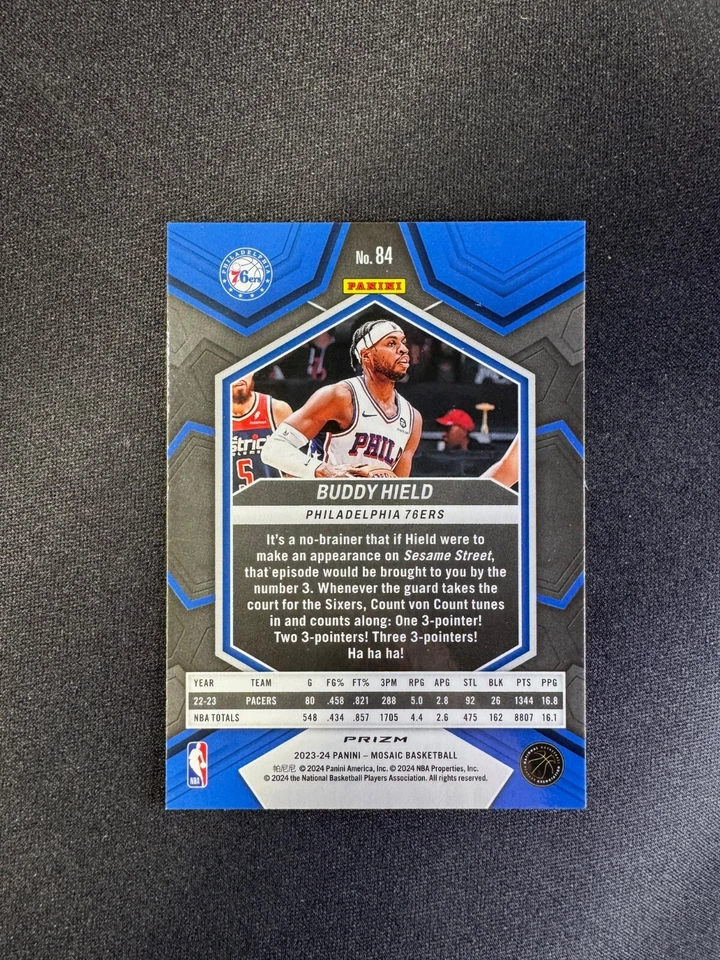 PHILADELPHIA
76ers
No. 84
PANINI
PHIL
5
BUDDY HIELD
PHILADELPHIA 76ERS
It's a no-brainer that if Hield were to
make an appearance on Sesame Street,
that episode would be brought to you by the
number 3. Whenever the guard takes the
court for the Sixers, Count von Count tunes
in and counts along: One 3-pointer!
Two 3-pointers! Three 3-pointers!
Ha ha ha!
YEAR TEAM G FG% FT% 3PM RPG APG STL BLK PTS PPG
22-23 PACERS 80 .458 .821 288 5.0 2.8 92 26 1344 16.8
NBA TOTALS 548 .434 .857 1705 4.4 2.6 475 162 8807 16.1
PRIZM
2023-24 PANINI – MOSAIC BASKETBALL
帕尼尼 © 2024 Panini America, Inc. © 2024 NBA Properties, Inc.
© 2024 the National Basketball Players Association. All rights reserved.
NBA